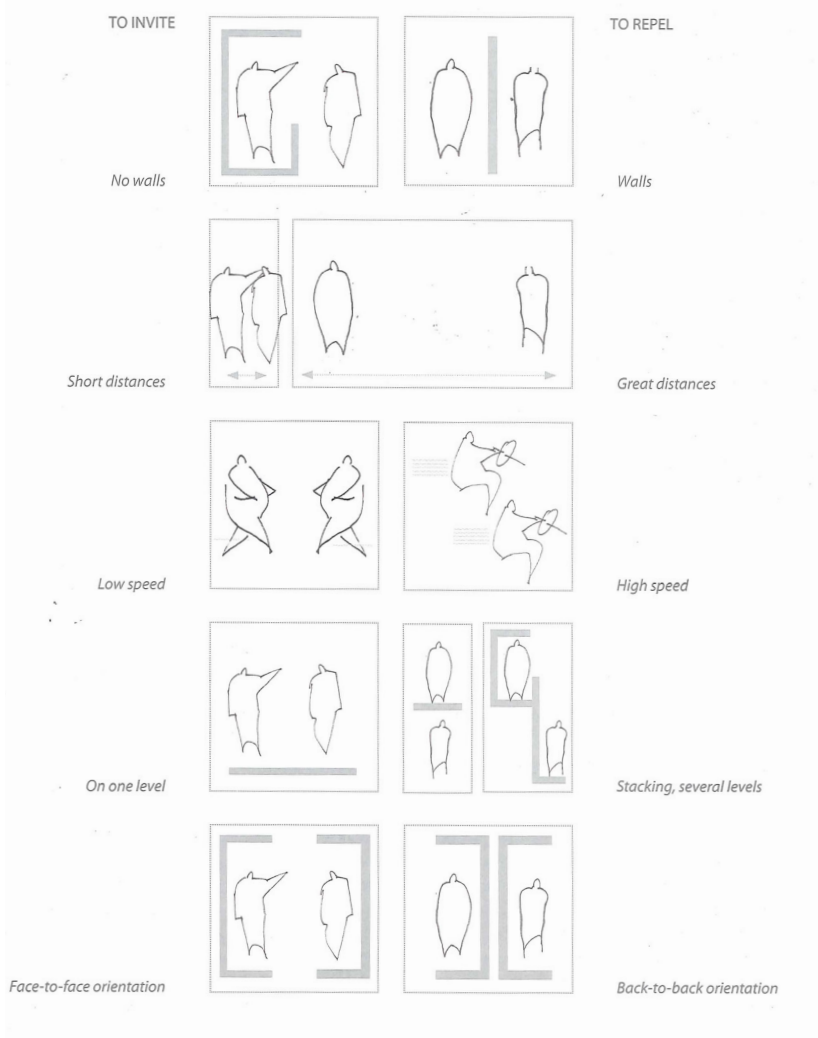 TO INVITE
TO REPEL
No walls
Walls
Short distances
Great distances
Low speed
High speed
On one level
Stacking, several levels
Face-to-face orientation
Back-to-back orientation